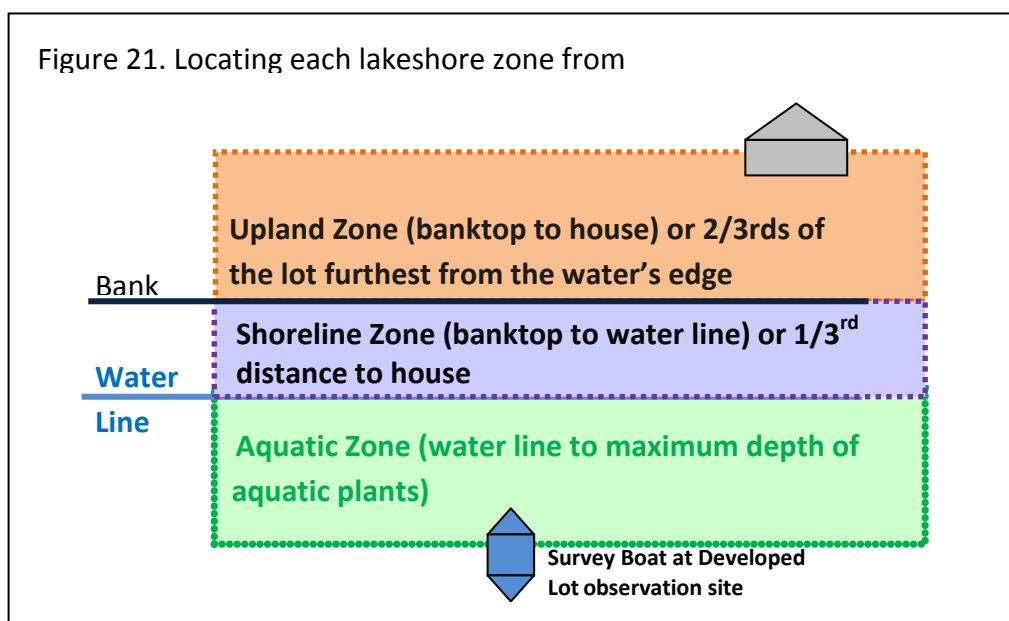 Figure 21. Locating each lakeshore zone from
Upland Zone (banktop to house) or 2/3rds of
the lot furthest from the water's edge
Bank
Shoreline Zone (banktop to water line) or 1/3rd
distance to house
Water
Line
Aquatic Zone (water line to maximum depth of
aquatic plants)
Survey Boat at Developed
Lot observation site